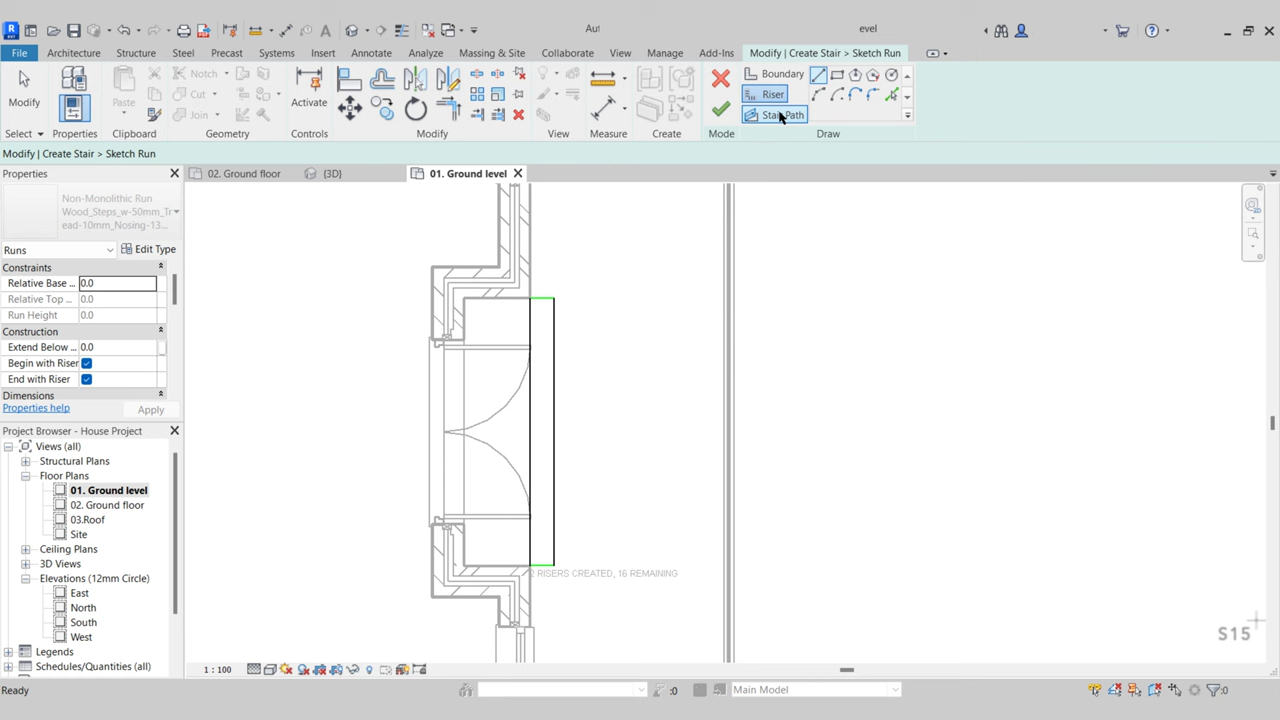 R
RVT
Aut
evel
File
Architecture
Structure
Steel
Precast
Systems
Insert
Annotate
Analyze
Massing & Site
Collaborate
View
Manage
Add-Ins
Modify | Create Stair > Sketch Run
Modify
Select
Properties
Paste
Notch
Cut
Join
Clipboard
Geometry
Activate
Controls
Modify
View
Measure
Create
Mode
Boundary
Riser
Stair Path
Draw
Modify | Create Stair > Sketch Run
Properties
Non-Monolithic Run
Wood_Steps_w-50mm_Tr
ead-10mm_Nosing-13...
Runs
Edit Type
Constraints
Relative Base ... 0.0
Relative Top ... 0.0
Run Height 0.0
Construction
Extend Below ... 0.0
Begin with Riser
End with Riser
Dimensions
Properties help
Apply
Project Browser - House Project
Views (all)
Structural Plans
Floor Plans
01. Ground level
02. Ground floor
03.Roof
Site
Ceiling Plans
3D Views
Elevations (12mm Circle)
East
North
South
West
Legends
Schedules/Quantities (all)
02. Ground floor
{3D}
01. Ground level
2 RISERS CREATED, 16 REMAINING
S15
1 : 100
Ready
:0
Main Model
:0